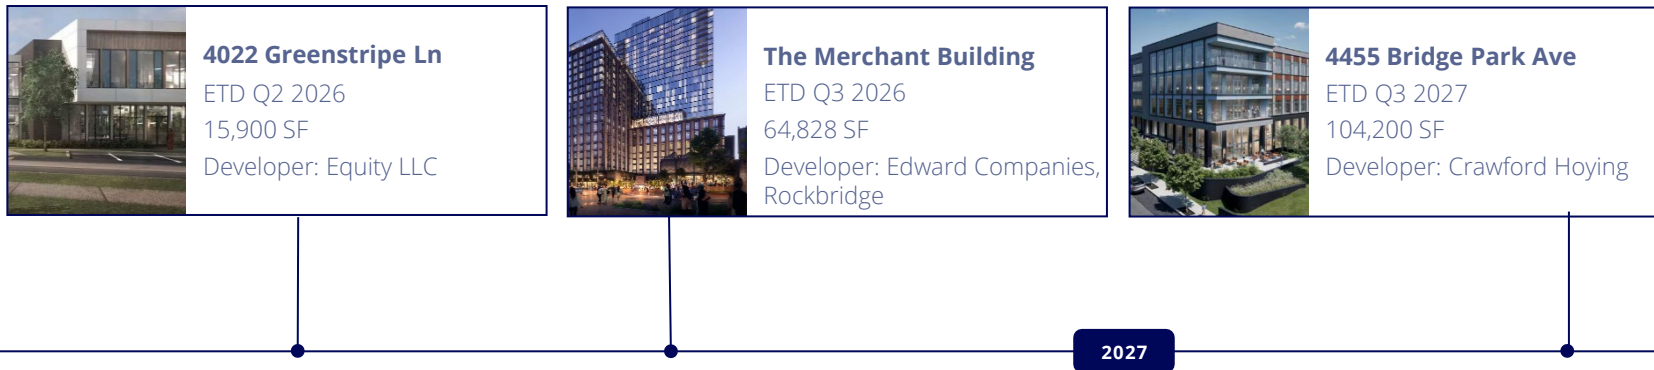 4022 Greenstripe Ln
ETD Q2 2026
15,900 SF
Developer: Equity LLC
The Merchant Building
ETD Q3 2026
64,828 SF
Developer: Edward Companies,
Rockbridge
4455 Bridge Park Ave
ETD Q3 2027
104,200 SF
Developer: Crawford Hoying
2027